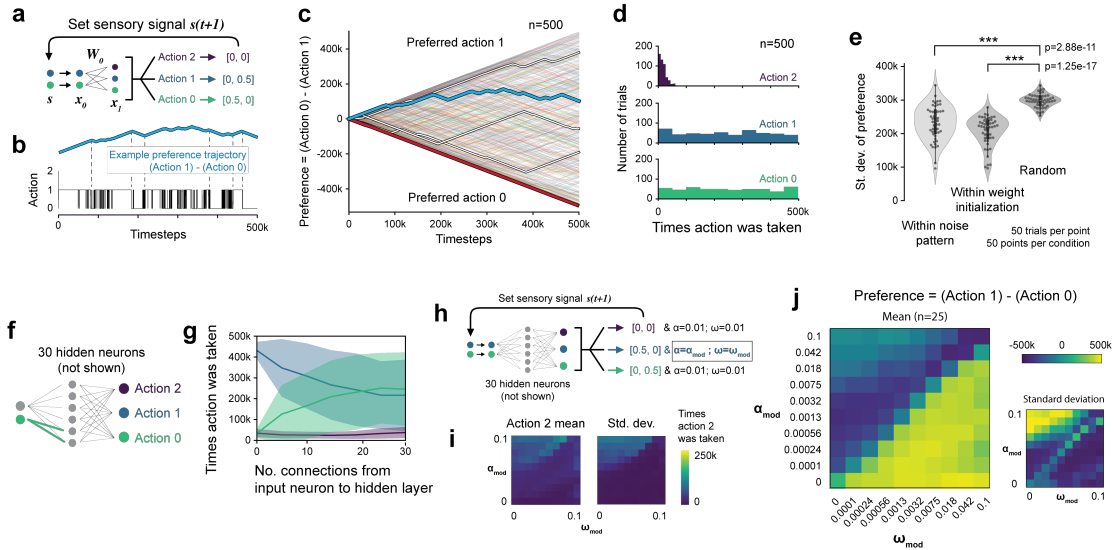 a
Set sensory signal s(t+1)
W0
Action 2
[0, 0]
Action 1
[0, 0.5]
Action 0
[0.5, 0]
s
x0
x1
b
Example preference trajectory
(Action 1) - (Action 0)
Action
2
1
0
0
500k
Timesteps
c
n=500
Preference = (Action 0) - (Action 1)
400k
200k
0
-200k
-400k
Preferred action 1
Preferred action 0
0
100k
200k
300k
400k
500k
Timesteps
d
n=500
Number of trials
160
80
0
Action 2
160
80
0
Action 1
160
80
0
Action 0
0
500k
Times action was taken
e
***
p=2.88e-11
***
p=1.25e-17
St. dev. of preference
400k
300k
200k
100k
0
Random
Within weight
initialization
Within noise
pattern
50 trials per point
50 points per condition
f
30 hidden neurons
(not shown)
Action 2
Action 1
Action 0
g
Times action was taken
500k
400k
300k
200k
100k
0
0
10
20
30
No. connections from
input neuron to hidden layer
h
Set sensory signal s(t+1)
[0, 0] & α=0.01; ω=0.01
[0.5, 0] & α=αmod ; ω=ωmod
[0, 0.5] & α=0.01; ω=0.01
30 hidden neurons
(not shown)
i
Action 2 mean
Std. dev.
Times
action 2
was taken
250k
0
0.1
αmod
0
0
0.1
0
0.1
ωmod
j
Preference = (Action 1) - (Action 0)
Mean (n=25)
0.1
0.042
0.018
0.0075
0.0032
0.0013
0.00056
0.00024
0.0001
0
αmod
0
0.0001
0.00024
0.00056
0.0013
0.0032
0.0075
0.018
0.042
0.1
ωmod
-500k
0
500k
Standard deviation
0.1
αmod
0
0
0.1
ωmod